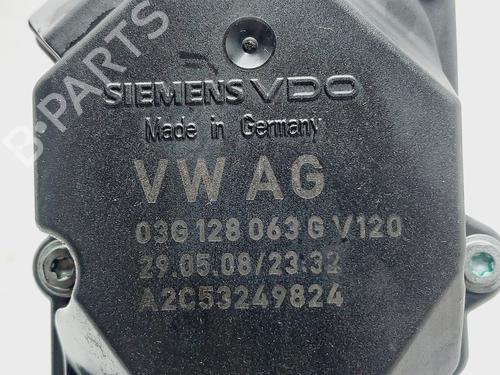 B-PARTS
SIEMENS VDO
Made in Germany
VW AG
03G 128 063 G V120
29.05.08/23:32
A2C53249824